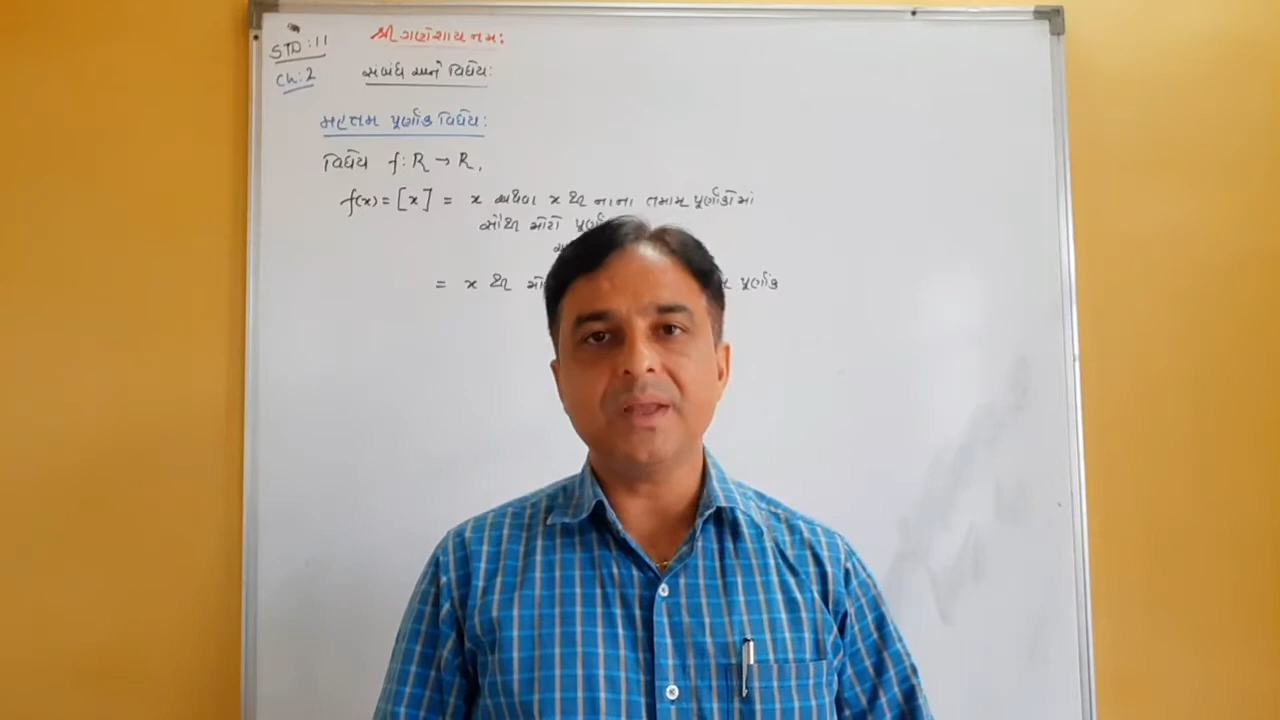 STD : 11
Ch: 2
શ્રી ગણેશાય નમઃ
સંબંધ અને વિધેય:
મહત્તમ પૂર્ણાંક વિધેય:
વિધેય f: R → R,
f(x) = [x] = x અથવા x થી નાના તમામ પૂર્ણાંકોમાં
સૌથી મોટો
= x થી પૂર્ણાંક